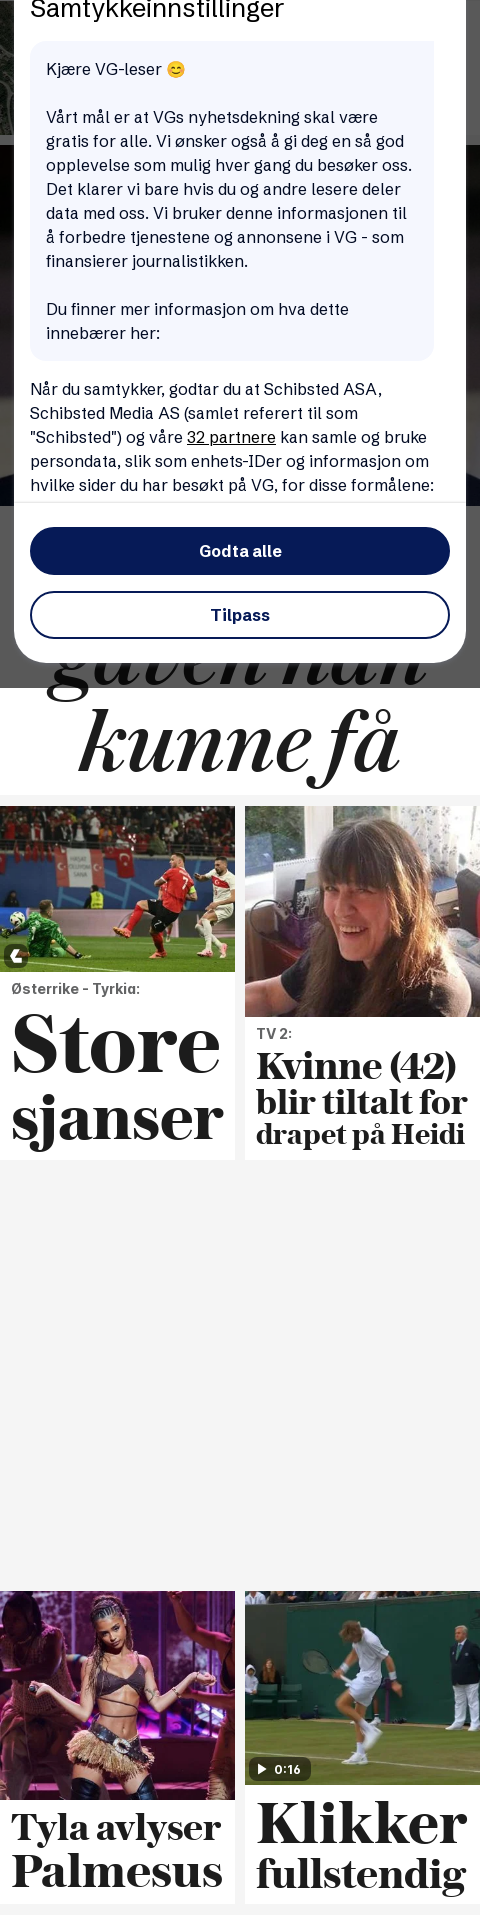 Samtykkeinnstillinger
Kjære VG-leser 😊
Vårt mål er at VGs nyhetsdekning skal være
gratis for alle. Vi ønsker også å gi deg en så god
opplevelse som mulig hver gang du besøker oss.
Det klarer vi bare hvis du og andre lesere deler
data med oss. Vi bruker denne informasjonen til
å forbedre tjenestene og annonsene i VG - som
finansierer journalistikken.
Du finner mer informasjon om hva dette
innebærer her:
Når du samtykker, godtar du at Schibsted ASA,
Schibsted Media AS (samlet referert til som
"Schibsted") og våre 32 partnere kan samle og bruke
persondata, slik som enhets-IDer og informasjon om
hvilke sider du har besøkt på VG, for disse formålene:
Godta alle
Tilpass
gaven han
kunne få
Østerrike - Tyrkia:
Store
sjanser
TV 2:
Kvinne (42)
blir tiltalt for
drapet på Heidi
Tyla avlyser
Palmesus
0:16
Klikker
fullstendig